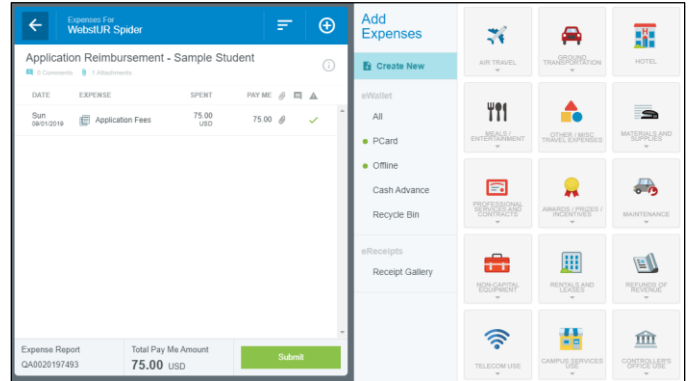 Expenses For
WebstUR Spider
Application Reimbursement - Sample Student
0 Comments 1 Attachments
DATE EXPENSE SPENT PAY ME
Sun
09/01/2019
Application Fees
75.00
USD
75.00
Expense Report
QA0020197493
Total Pay Me Amount
75.00 USD
Submit
Add
Expenses
Create New
eWallet
All
PCard
Offline
Cash Advance
Recycle Bin
eReceipts
Receipt Gallery
AIR TRAVEL
GROUND
TRANSPORTATION
HOTEL
MEALS /
ENTERTAINMENT
OTHER / MISC
TRAVEL EXPENSES
MATERIALS AND
SUPPLIES
PROFESSIONAL
SERVICES AND
CONTRACTS
AWARDS / PRIZES /
INCENTIVES
MAINTENANCE
NON-CAPITAL
EQUIPMENT
RENTALS AND
LEASES
REFUNDS OF
REVENUE
TELECOM USE
CAMPUS SERVICES
USE
CONTROLLER'S
OFFICE USE